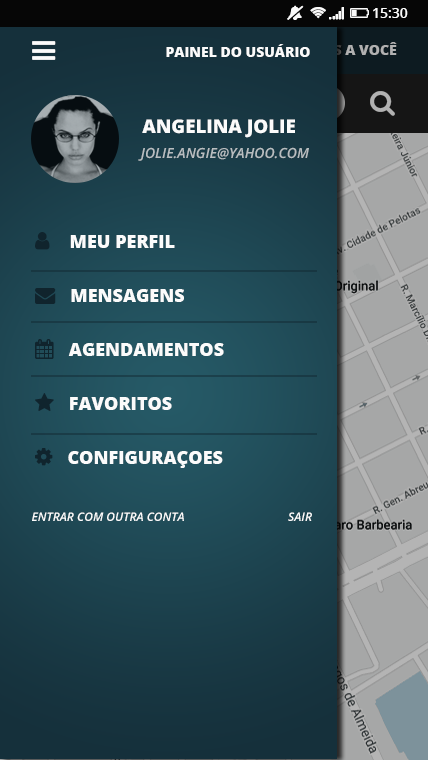 15:30
PAINEL DO USUÁRIO
S A VOCÊ
ANGELINA JOLIE
JOLIE.ANGIE@YAHOO.COM
MEU PERFIL
MENSAGENS
AGENDAMENTOS
FAVORITOS
CONFIGURAÇOES
ENTRAR COM OUTRA CONTA
SAIR
eira Júnior
v. Cidade de Pelotas
Original
R. Marcílio D
R.
R. Gen. Abreu
aro Barbearia
gos de Almeida